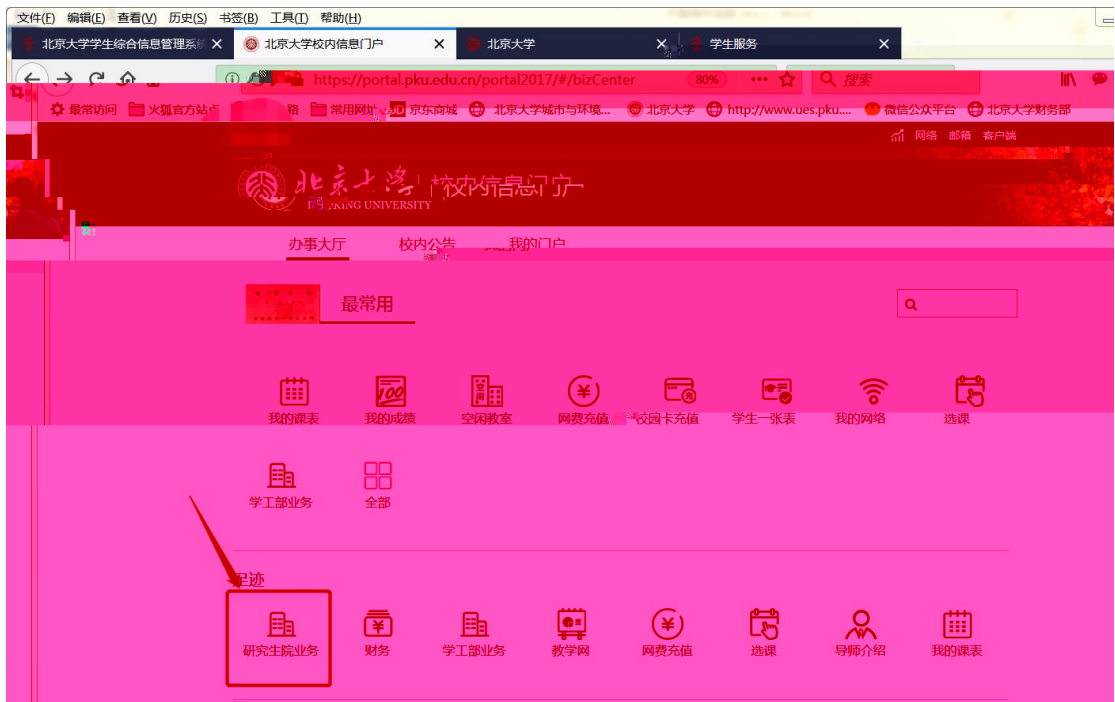 文件(F) 编辑(E) 查看(V) 历史(S) 书签(B) 工具(T) 帮助(H)
北京大学学生综合信息管理系统 北京大学校内信息门户 北京大学 学生服务
https://portal.pku.edu.cn/portal2017/#/bizCenter 80% 搜索
最常访问 火狐官方站点 常用网址 JD 京东商城 北京大学城市与环境... 北京大学 http://www.ues.pku.... 微信公众平台 北京大学财务部
网络 邮箱 客户端
北京大学 校内信息门户
PEKING UNIVERSITY
办事大厅 校内公告 我的门户
最常用
我的课表 我的成绩 空闲教室 网费充值 校园卡充值 学生一张表 我的网络 选课
学工部业务 全部
足迹
研究生院业务 财务 学工部业务 教学网 网费充值 选课 导师介绍 我的课表